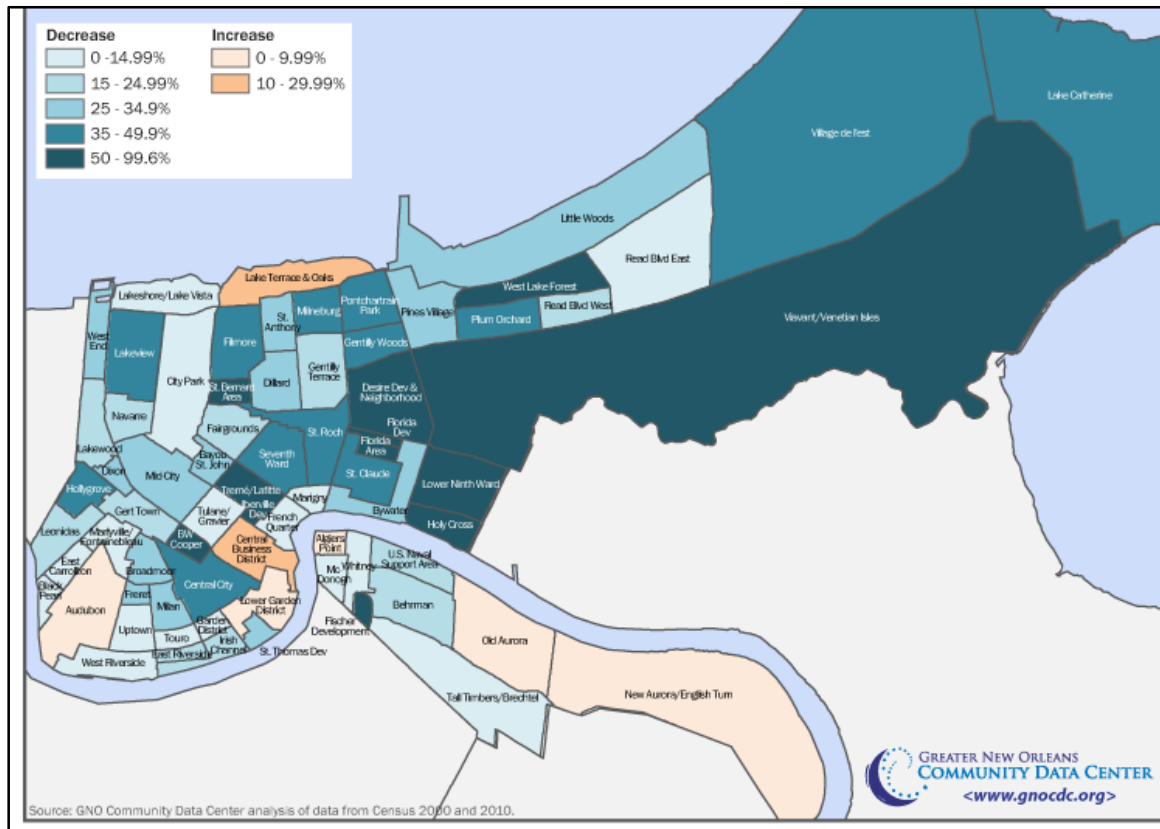 Decrease
0 -14.99%
15 - 24.99%
25 - 34.9%
35 - 49.9%
50 - 99.6%
Increase
0 - 9.99%
10 - 29.99%
Lake Catherine
Village de l'est
Little Woods
Read Blvd East
Lake Terrace & Oaks
West Lake Forest
Lakeshore/Lake Vista
Pontchartrain
Park
Milneburg
Read Blvd West
Pines Village
Plum Orchard
Viavant/Venetian Isles
St.
Anthony
West
End
Lakeview
Filmore
Gentilly Woods
City Park
Dillard
Gentilly
Terrace
St. Bernard
Area
Desire Dev &
Neighborhood
Navarre
Fairgrounds
Florida
Dev
St. Roch
Florida
Area
Lakewood
Bayou
St. John
Seventh
Ward
Dixon
Mid-City
St. Claude
Lower Ninth Ward
Hollygrove
Tremé/Lafitte
Iberville
Dev
Marigny
Gert Town
Tulane/
Gravier
French
Quarter
Bywater
Holy Cross
Leonidas
Marlyville/
Fontainebleau
BW
Cooper
Central
Business
District
Algiers
Point
U.S. Naval
Support Area
East
Carrollton
Broadmoor
Mc
Donogh
Whitney
Black
Pearl
Central City
Freret
Audubon
Milan
Lower Garden
District
Behrman
Garden
District
Uptown
Touro
Irish
Channel
Fischer
Development
Old Aurora
East Riverside
St. Thomas Dev
West Riverside
Tall Timbers/Brechtel
New Aurora/English Turn
GREATER NEW ORLEANS
COMMUNITY DATA CENTER
<www.gnocdc.org>
Source: GNO Community Data Center analysis of data from Census 2000 and 2010.